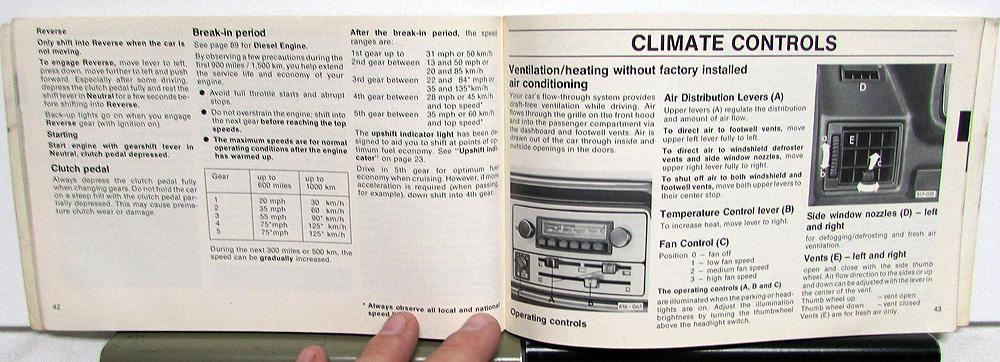 Reverse
Only shift into Reverse when the car is
not moving.
To engage Reverse, move lever to left,
press down, move further to left and push
forward. Especially after some driving,
depress the clutch pedal fully and rest the
shift lever in Neutral for a few seconds be-
fore shifting into Reverse.
Back-up lights go on when you engage
Reverse gear (with ignition on).
Starting
Start engine with gearshift lever in
Neutral, clutch pedal depressed.
Clutch pedal
Always depress the clutch pedal fully
when changing gears. Do not hold the car
on a steep hill with the clutch pedal par-
tially depressed. This may cause prema-
ture clutch wear or damage.
42
Break-in period
See page 89 for Diesel Engine.
By observing a few precautions during the
first 900 miles / 1,500 km, you help extend
the service life and economy of your
engine.
● Avoid full throttle starts and abrupt
stops.
● Do not overstrain the engine; shift into
the next gear before reaching the top
speeds.
● The maximum speeds are for normal
operating conditions after the engine
has warmed up.
Gear up to up to
600 miles 1000 km
1 20 mph 30 km/h
2 35 mph 60 km/h
3 55 mph 90* km/h
4 75*mph 125* km/h
5 75*mph 125* km/h
During the next 300 miles or 500 km, the
speed can be gradually increased.
After the break-in period, the speed
ranges are:
1st gear up to 31 mph or 50 km/h
2nd gear between 13 and 50 mph or
20 and 85 km/h
3rd gear between 22 and 84* mph or
35 and 135*km/h
4th gear between 28 mph or 45 km/h
and top speed*
5th gear between 35 mph or 60 km/h
and top speed*
The upshift indicator light has been de-
signed to aid you to shift at points of op-
timum fuel economy. See "Upshift indi-
cator" on page 23.
Drive in 5th gear for optimum fuel
economy when cruising. However, if more
acceleration is required (when passing,
for example), down shift into 4th gear.
* Always observe all local and national
speed
CLIMATE CONTROLS
Ventilation/heating without factory installed
air conditioning
Your car's flow-through system provides
draft-free ventilation while driving. Air
flows through the grille on the front hood
and into the passenger compartment via
the dashboard and footwell vents. Air is
drawn out of the car through inside and
outside openings in the doors.
A
B
Operating controls
Air Distribution Levers (A)
Upper levers (A) regulate the distribution
and amount of air flow.
To direct air to footwell vents, move
upper left lever fully to left.
To direct air to windshield defroster
vents and side window nozzles, move
upper right lever fully to right.
To shut off air to both windshield and
footwell vents, move both upper levers to
their center stop.
Temperature Control lever (B)
To increase heat, move lever to right.
Fan Control (C)
Position 0 – fan off
1 – low fan speed
2 – medium fan speed
3 – high fan speed
The operating controls (A, B and C)
are illuminated when the parking or head-
lights are on. Adjust the illumination
brightness by turning the thumbwheel
above the headlight switch.
D
E
Side window nozzles (D) – left
and right
for defogging/defrosting and fresh air
ventilation.
Vents (E) – left and right
open and close with the side thumb
wheel. Air flow direction to the sides or up
and down can be adjusted with the lever in
the center of the vent.
Thumb wheel up – vent open
Thumb wheel down – vent closed
Vents (E) are for fresh air only.
43